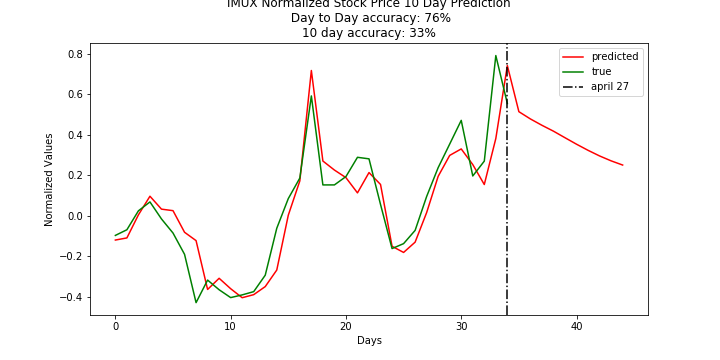 IMUX Normalized Stock Price 10 Day Prediction
Day to Day accuracy: 76%
10 day accuracy: 33%
Normalized Values
0.8
0.6
0.4
0.2
0.0
−0.2
−0.4
predicted
true
april 27
0
10
20
30
40
Days